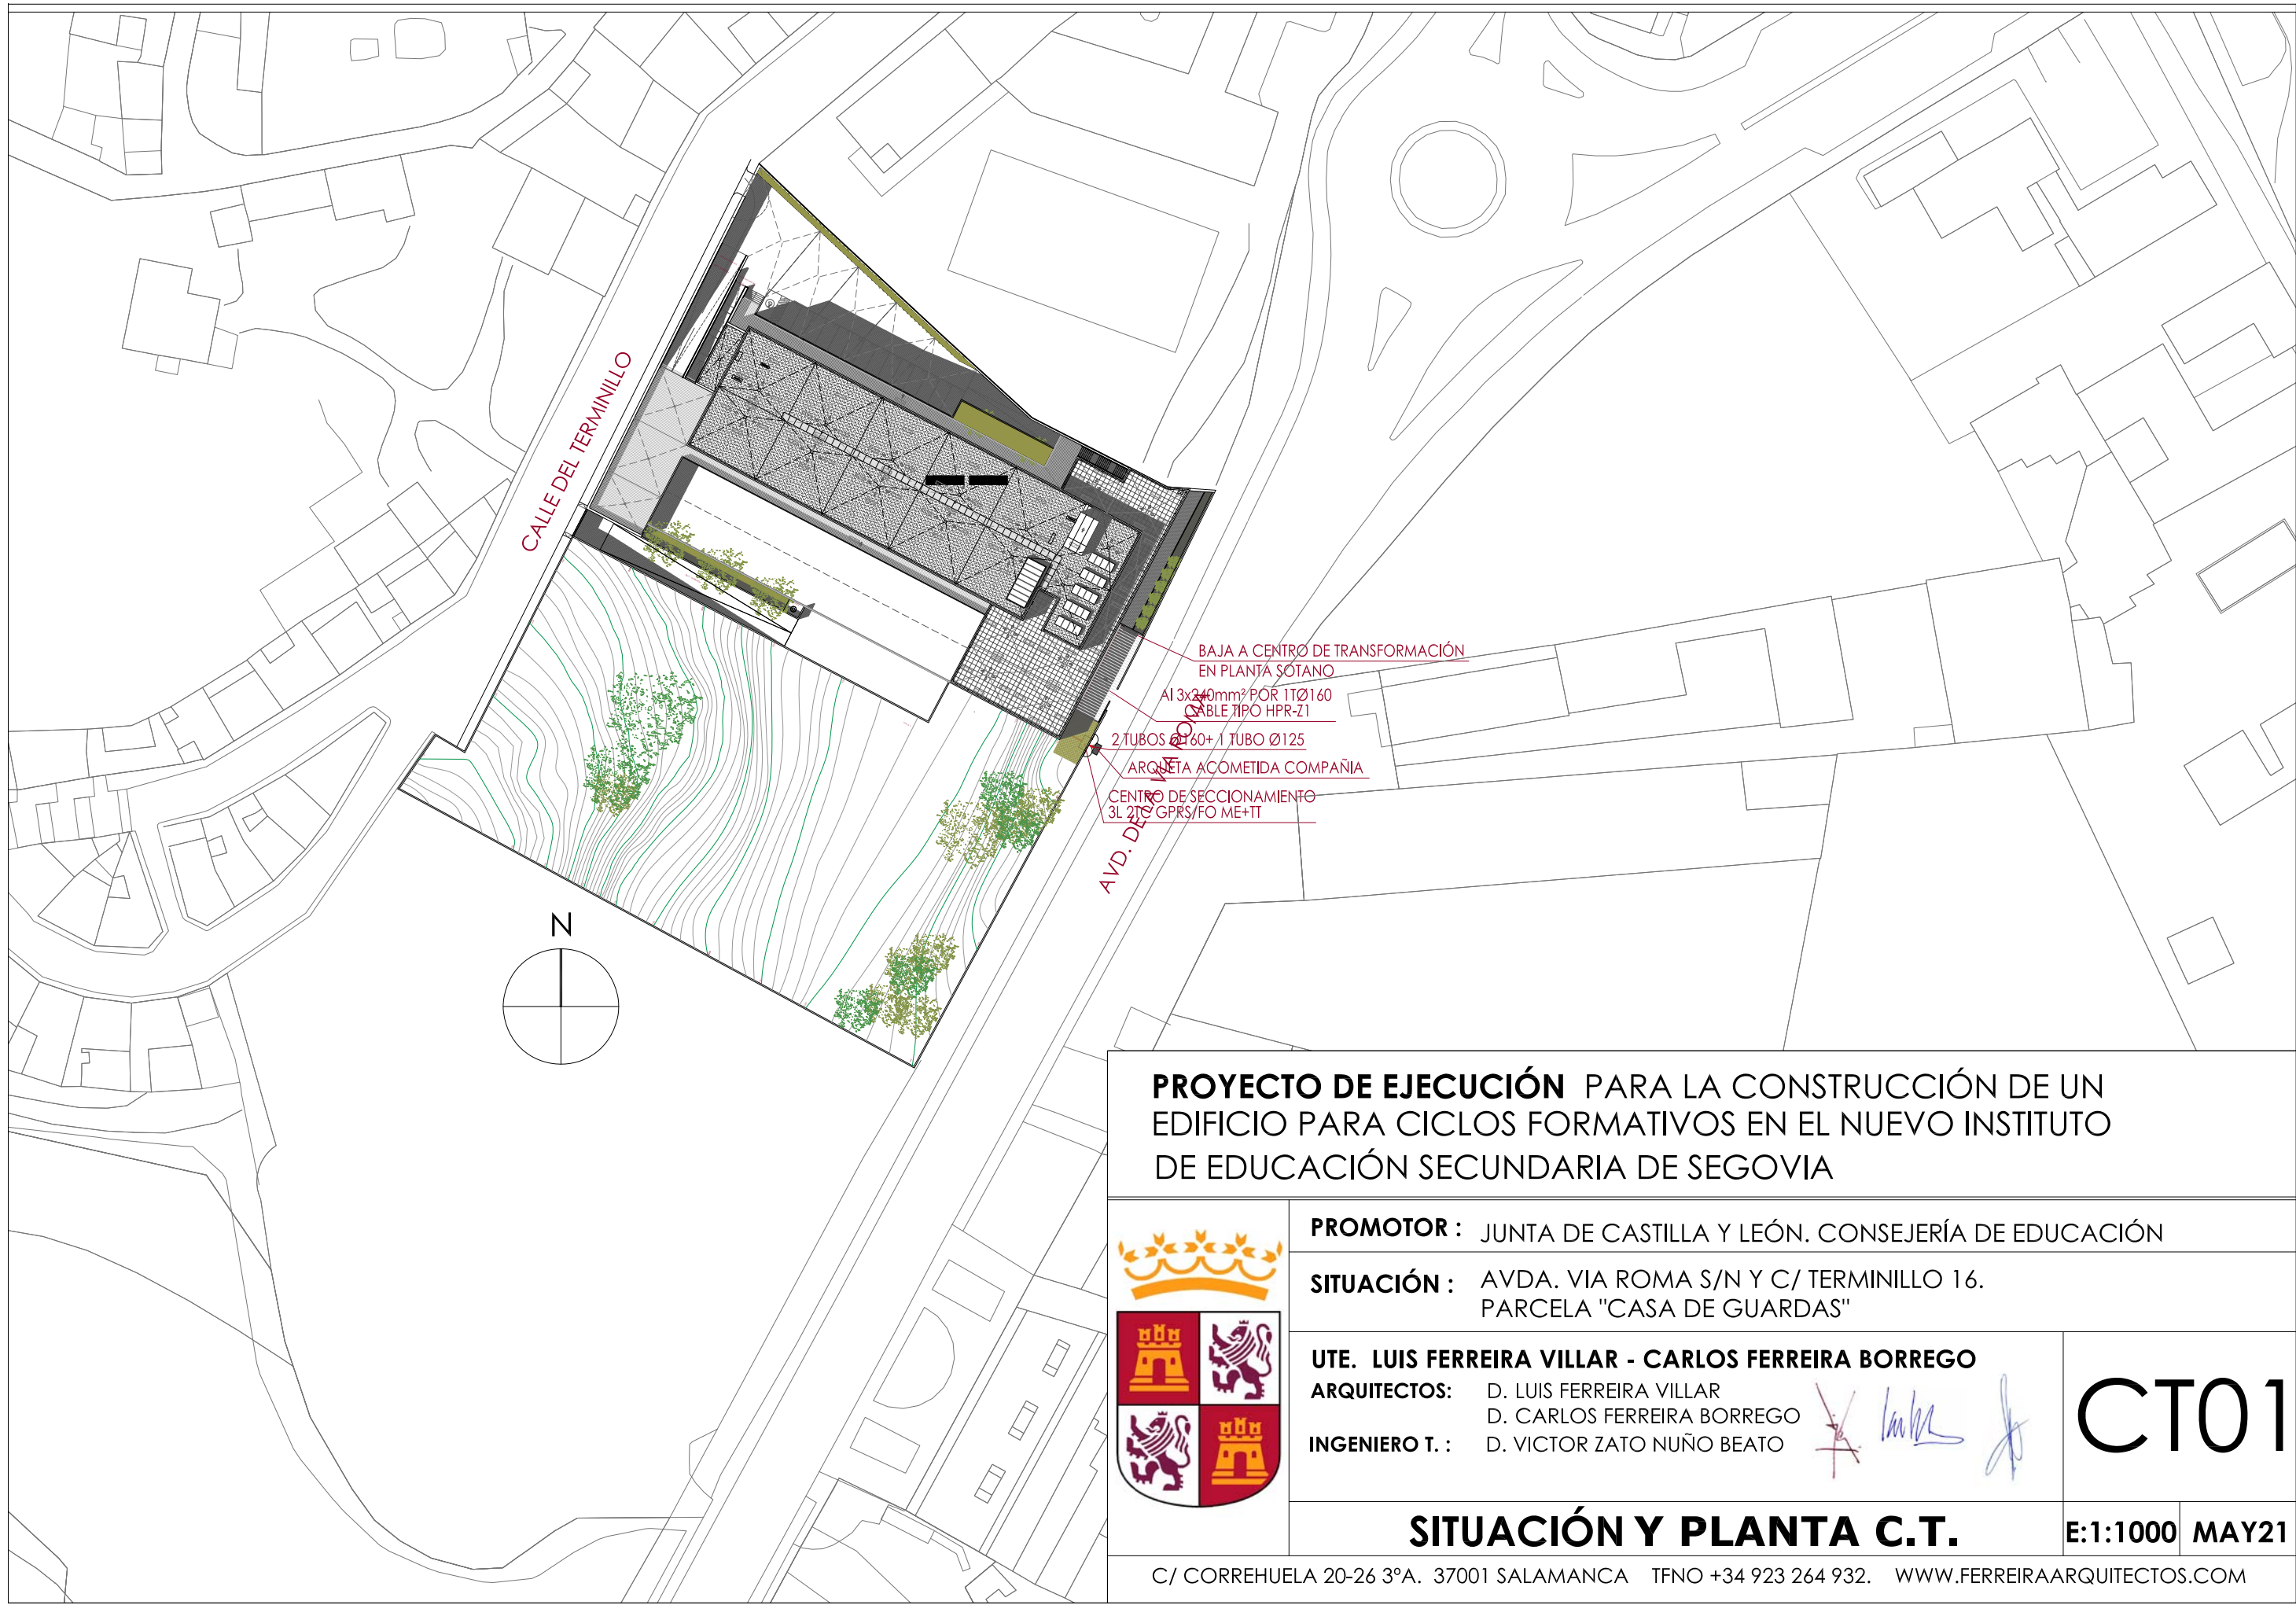 CALLE DEL TERMINILLO
BAJA A CENTRO DE TRANSFORMACIÓN
EN PLANTA SOTANO
Al 3x240mm² POR 1TØ160
CABLE TIPO HPR-Z1
2 TUBOS Ø160+ 1 TUBO Ø125
ARQUETA ACOMETIDA COMPAÑIA
CENTRO DE SECCIONAMIENTO
3L 2TC GPRS/FO ME+TT
AVD. DE LA VIA ROMA
N
PROYECTO DE EJECUCIÓN PARA LA CONSTRUCCIÓN DE UN
EDIFICIO PARA CICLOS FORMATIVOS EN EL NUEVO INSTITUTO
DE EDUCACIÓN SECUNDARIA DE SEGOVIA
PROMOTOR : JUNTA DE CASTILLA Y LEÓN. CONSEJERÍA DE EDUCACIÓN
SITUACIÓN : AVDA. VIA ROMA S/N Y C/ TERMINILLO 16.
PARCELA "CASA DE GUARDAS"
UTE. LUIS FERREIRA VILLAR - CARLOS FERREIRA BORREGO
ARQUITECTOS: D. LUIS FERREIRA VILLAR
D. CARLOS FERREIRA BORREGO
INGENIERO T. : D. VICTOR ZATO NUÑO BEATO
CT01
SITUACIÓN Y PLANTA C.T.
E:1:1000 MAY21
C/ CORREHUELA 20-26 3ºA. 37001 SALAMANCA TFNO +34 923 264 932. WWW.FERREIRAARQUITECTOS.COM